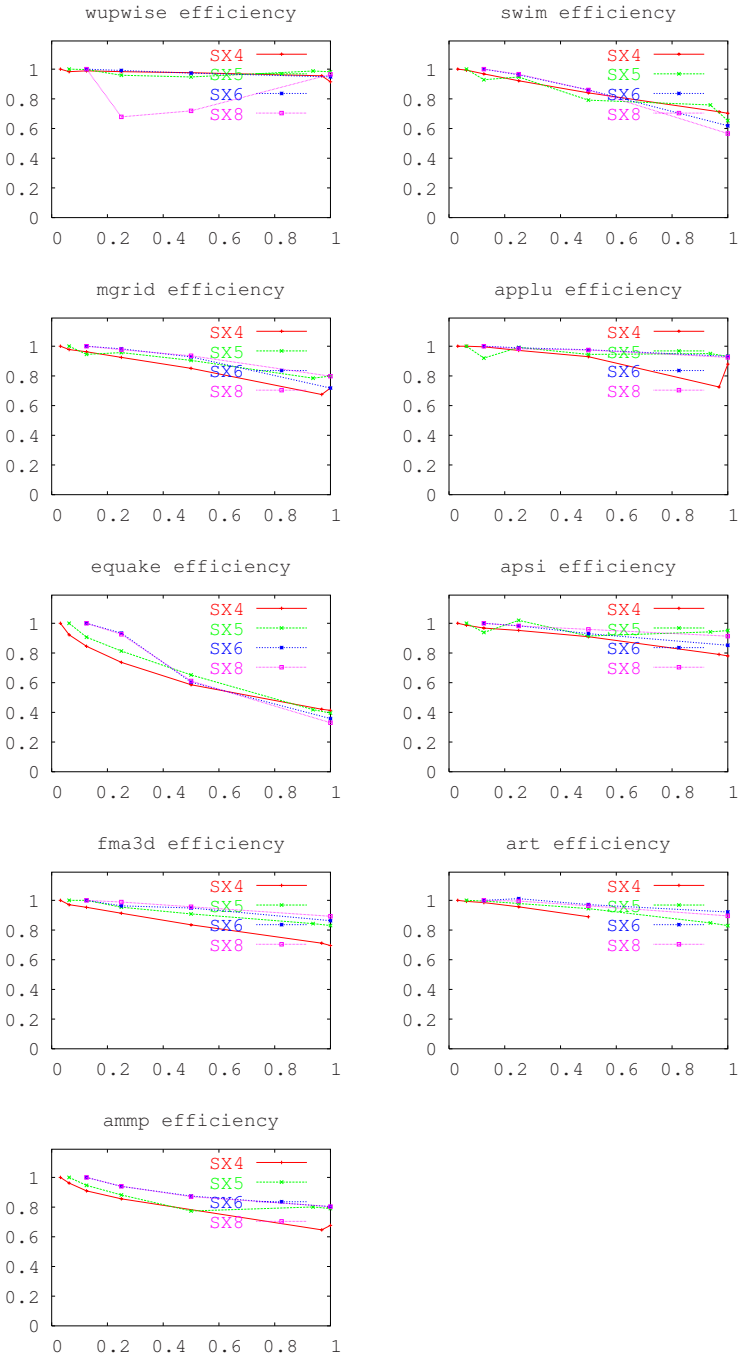 wupwise efficiency
SX4
SX5
SX6
SX8
1
0.8
0.6
0.4
0.2
0
0 0.2 0.4 0.6 0.8 1
swim efficiency
SX4
SX5
SX6
SX8
1
0.8
0.6
0.4
0.2
0
0 0.2 0.4 0.6 0.8 1
mgrid efficiency
SX4
SX5
SX6
SX8
1
0.8
0.6
0.4
0.2
0
0 0.2 0.4 0.6 0.8 1
applu efficiency
SX4
SX5
SX6
SX8
1
0.8
0.6
0.4
0.2
0
0 0.2 0.4 0.6 0.8 1
equake efficiency
SX4
SX5
SX6
SX8
1
0.8
0.6
0.4
0.2
0
0 0.2 0.4 0.6 0.8 1
apsi efficiency
SX4
SX5
SX6
SX8
1
0.8
0.6
0.4
0.2
0
0 0.2 0.4 0.6 0.8 1
fma3d efficiency
SX4
SX5
SX6
SX8
1
0.8
0.6
0.4
0.2
0
0 0.2 0.4 0.6 0.8 1
art efficiency
SX4
SX5
SX6
SX8
1
0.8
0.6
0.4
0.2
0
0 0.2 0.4 0.6 0.8 1
ammp efficiency
SX4
SX5
SX6
SX8
1
0.8
0.6
0.4
0.2
0
0 0.2 0.4 0.6 0.8 1